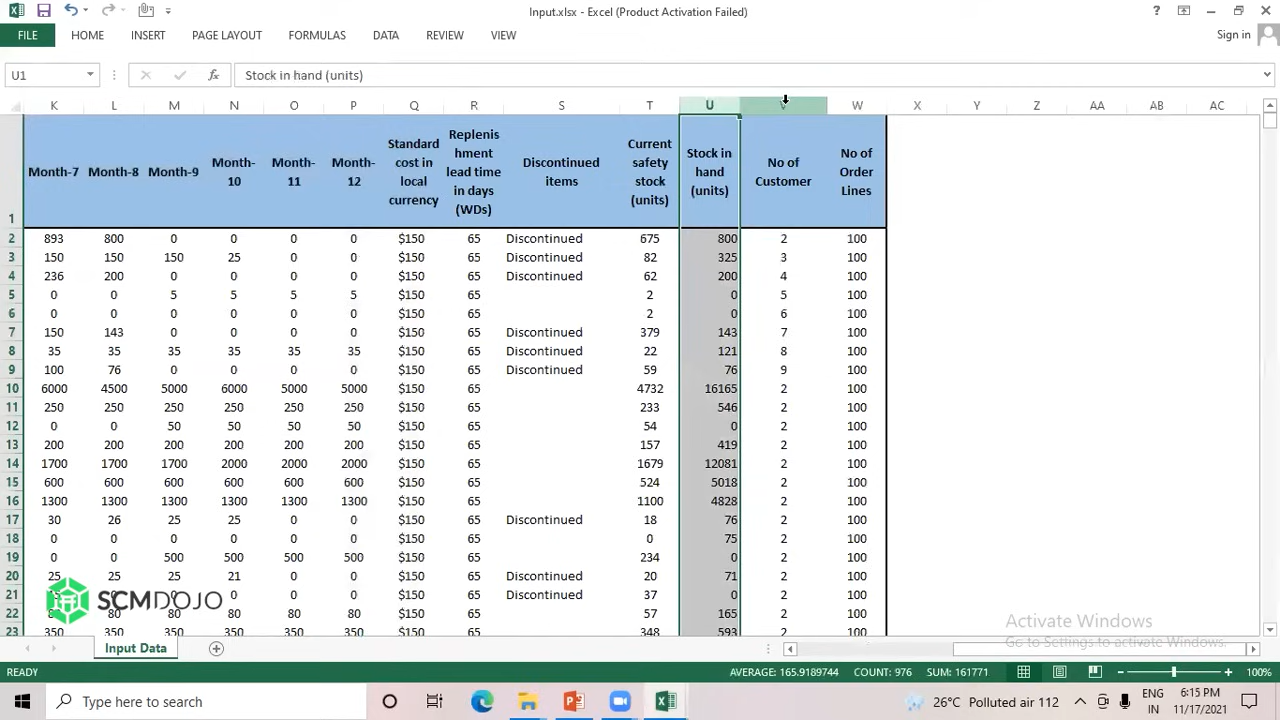 Input.xlsx - Excel (Product Activation Failed)
FILE HOME INSERT PAGE LAYOUT FORMULAS DATA REVIEW VIEW Sign in
U1 fx Stock in hand (units)
K L M N O P Q R S T U V W X Y Z AA AB AC
1 Month-7 Month-8 Month-9 Month-10 Month-11 Month-12 Standard cost in local currency Replenishment lead time in days (WDs) Discontinued items Current safety stock (units) Stock in hand (units) No of Customer No of Order Lines
2 893 800 0 0 0 0 $150 65 Discontinued 675 800 2 100
3 150 150 150 25 0 0 $150 65 Discontinued 82 325 3 100
4 236 200 0 0 0 0 $150 65 Discontinued 62 200 4 100
5 0 0 5 5 5 5 $150 65 2 0 5 100
6 0 0 0 0 0 0 $150 65 2 0 6 100
7 150 143 0 0 0 0 $150 65 Discontinued 379 143 7 100
8 35 35 35 35 35 35 $150 65 Discontinued 22 121 8 100
9 100 76 0 0 0 0 $150 65 Discontinued 59 76 9 100
10 6000 4500 5000 6000 5000 5000 $150 65 4732 16165 2 100
11 250 250 250 250 250 250 $150 65 233 546 2 100
12 0 0 50 50 50 50 $150 65 54 0 2 100
13 200 200 200 200 200 200 $150 65 157 419 2 100
14 1700 1700 1700 2000 2000 2000 $150 65 1679 12081 2 100
15 600 600 600 600 600 600 $150 65 524 5018 2 100
16 1300 1300 1300 1300 1300 1300 $150 65 1100 4828 2 100
17 30 26 25 25 0 0 $150 65 Discontinued 18 76 2 100
18 0 0 0 0 0 0 $150 65 0 75 2 100
19 0 0 500 500 500 500 $150 65 234 0 2 100
20 25 25 25 21 0 0 $150 65 Discontinued 20 71 2 100
21 0 0 $150 65 Discontinued 37 0 2 100
22 80 80 80 80 80 $150 65 57 165 2 100
23 350 350 350 350 350 350 $150 65 348 593 2 100
SCMDOJO
Activate Windows
Go to Settings to activate Windows.
Input Data
READY AVERAGE: 165.9189744 COUNT: 976 SUM: 161771 100%
Type here to search 26°C Polluted air 112 ENG IN 6:15 PM 11/17/2021